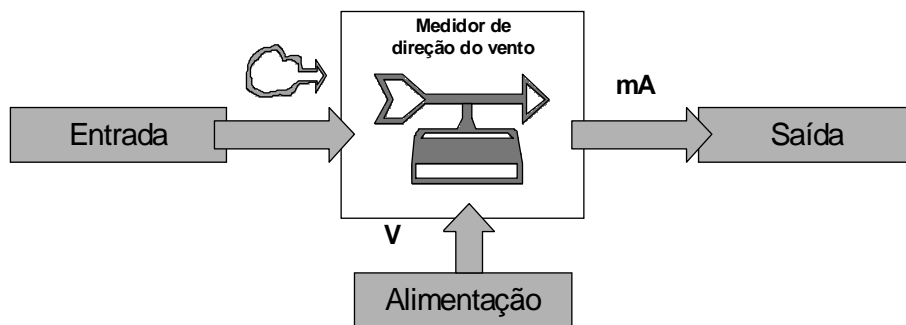 Medidor de
direção do vento
mA
Entrada
Saída
V
Alimentação